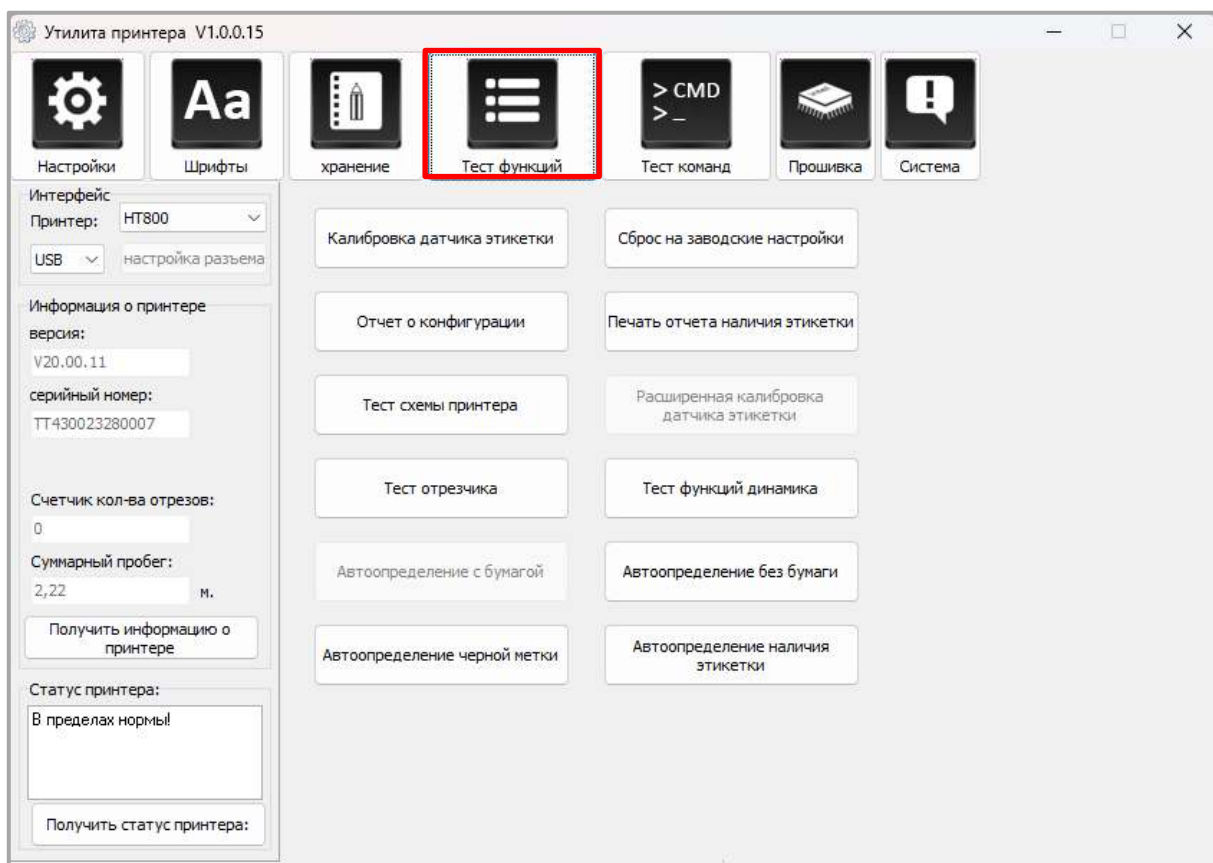 Утилита принтера V1.0.0.15
Aa
> CMD
> _
Настройки
Шрифты
хранение
Тест функций
Тест команд
Прошивка
Система
Интерфейс
Принтер: HT800
USB настройка разъема
Информация о принтере
версия:
V20.00.11
серийный номер:
TT430023280007
Счетчик кол-ва отрезов:
0
Суммарный пробег:
2,22 м.
Получить информацию о
принтере
Статус принтера:
В пределах нормы!
Получить статус принтера:
Калибровка датчика этикетки
Сброс на заводские настройки
Отчет о конфигурации
Печать отчета наличия этикетки
Тест схемы принтера
Расширенная калибровка
датчика этикетки
Тест отрезчика
Тест функций динамика
Автоопределение с бумагой
Автоопределение без бумаги
Автоопределение черной метки
Автоопределение наличия
этикетки